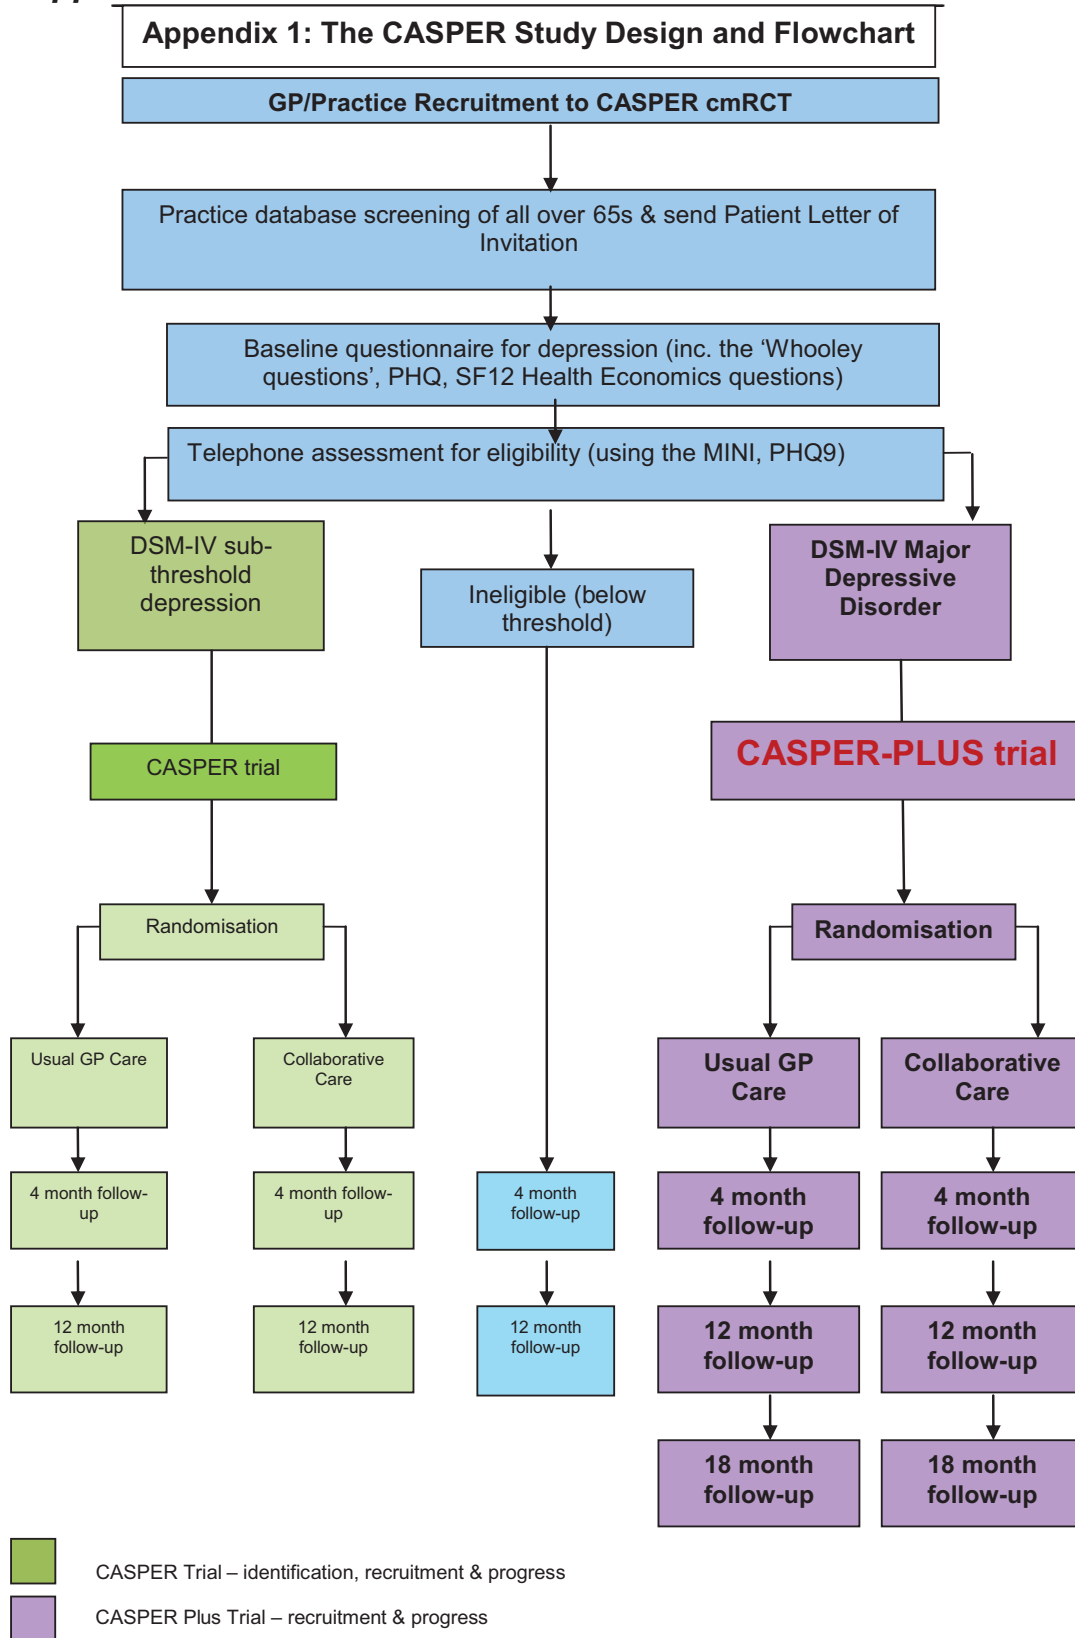 Appendix 1: The CASPER Study Design and Flowchart
GP/Practice Recruitment to CASPER cmRCT
Practice database screening of all over 65s & send Patient Letter of
Invitation
Baseline questionnaire for depression (inc. the ‘Whooley
questions’, PHQ, SF12 Health Economics questions)
Telephone assessment for eligibility (using the MINI, PHQ9)
DSM-IV sub-
threshold
depression
Ineligible (below
threshold)
DSM-IV Major
Depressive
Disorder
CASPER trial
CASPER-PLUS trial
Randomisation
Randomisation
Usual GP Care
Collaborative
Care
Usual GP
Care
Collaborative
Care
4 month follow-
up
4 month follow-
up
4 month
follow-up
4 month
follow-up
4 month
follow-up
12 month
follow-up
12 month
follow-up
12 month
follow-up
12 month
follow-up
12 month
follow-up
18 month
follow-up
18 month
follow-up
CASPER Trial – identification, recruitment & progress
CASPER Plus Trial – recruitment & progress